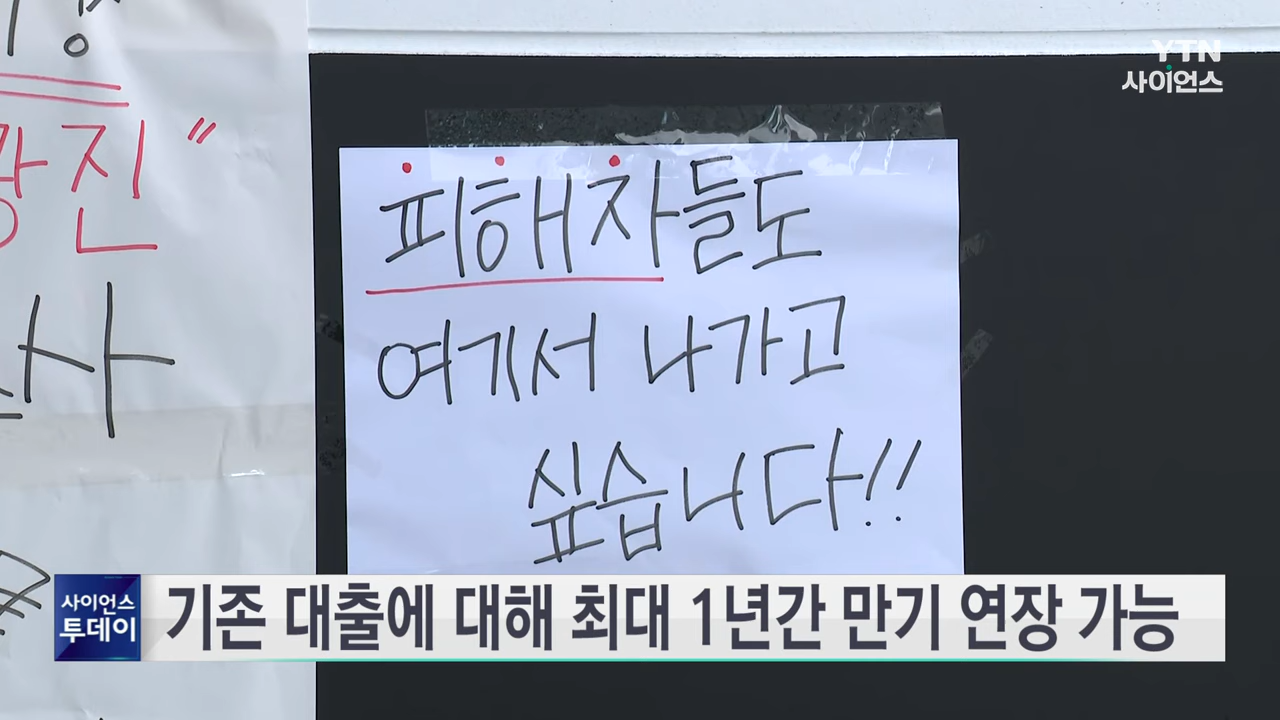 YTN
사이언스
진"
사
피해자들도
여기서 나가고
싶습니다!!
사이언스
투데이
기존 대출에 대해 최대 1년간 만기 연장 가능